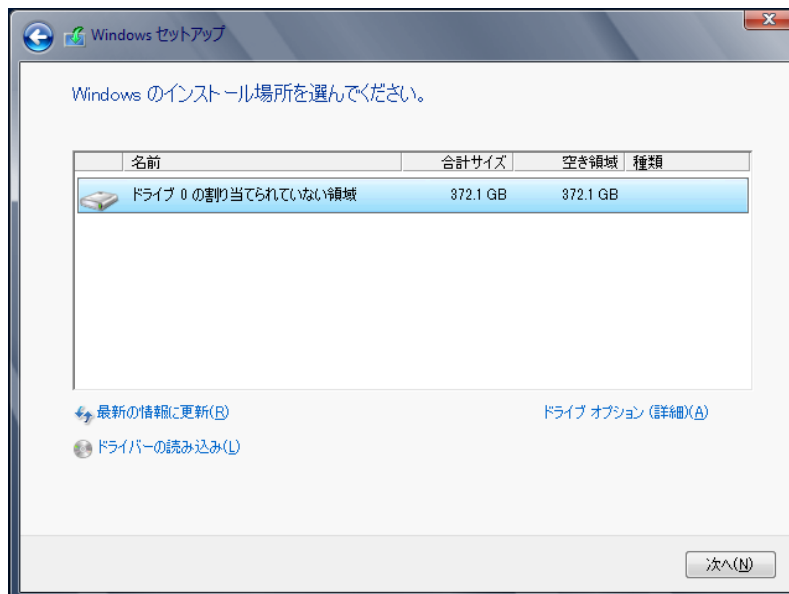 Windows セットアップ
Windows のインストール場所を選んでください。
名前 合計サイズ 空き領域 種類
ドライブ 0 の割り当てられていない領域 372.1 GB 372.1 GB
最新の情報に更新(R) ドライブ オプション (詳細)(A)
ドライバーの読み込み(L)
次へ(N)